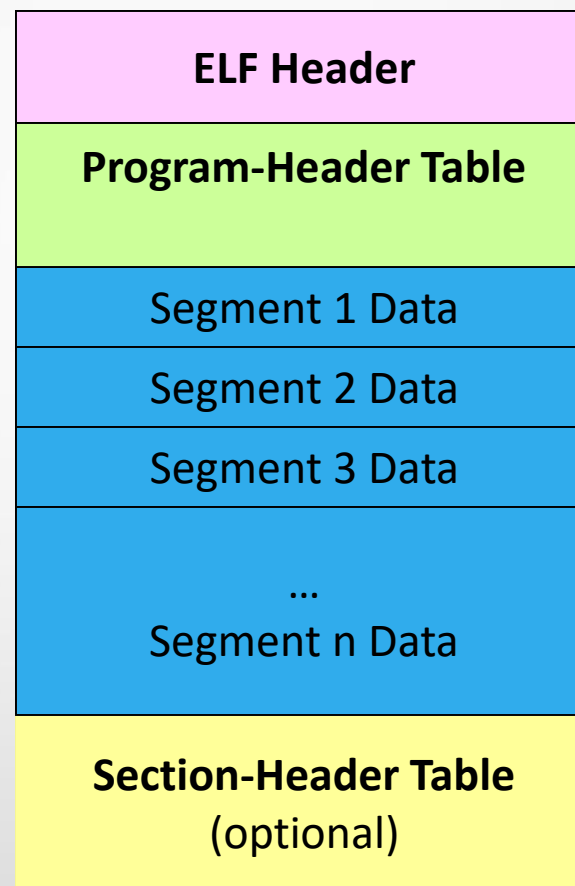 ELF Header
Program-Header Table
Segment 1 Data
Segment 2 Data
Segment 3 Data
…
Segment n Data
Section-Header Table
(optional)